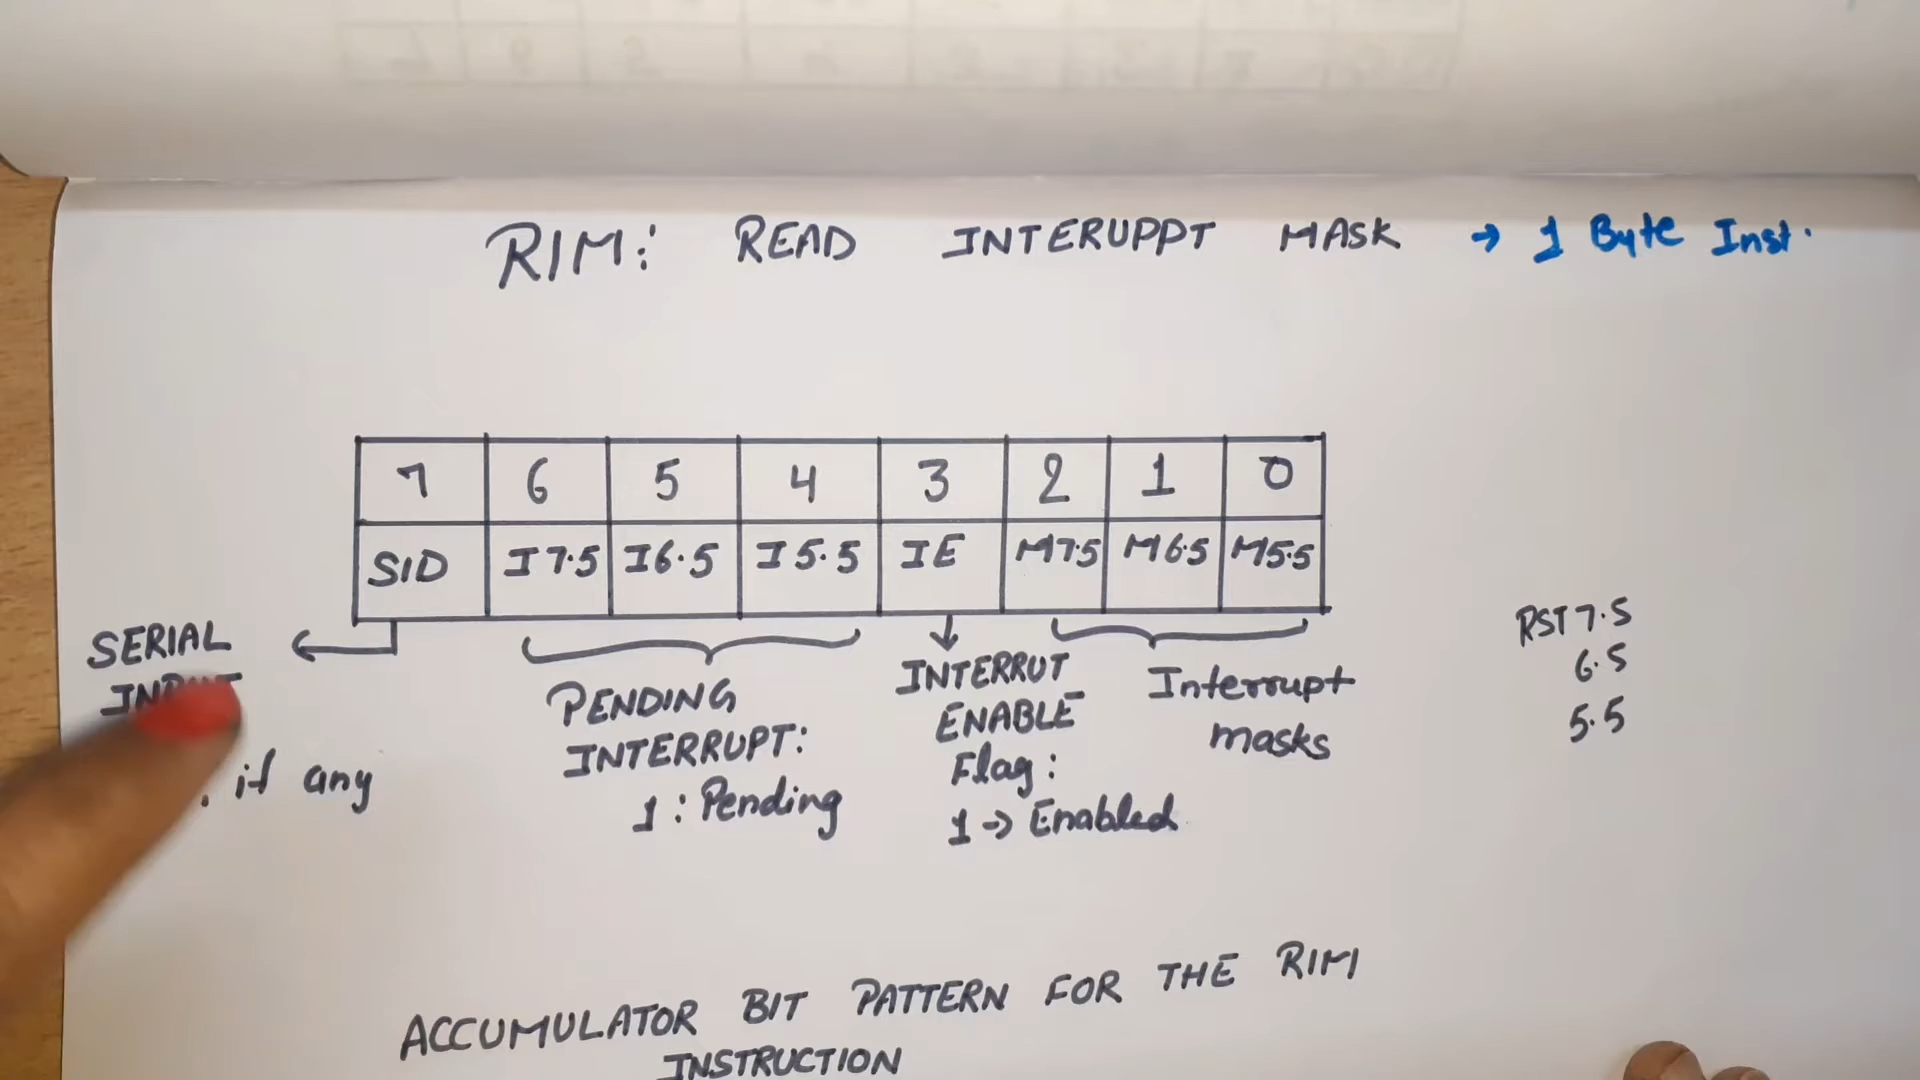 RIM: READ INTERUPPT MASK → 1 Byte Inst.
7 6 5 4 3 2 1 0
SID I7.5 I6.5 I5.5 IE M7.5 M6.5 M5.5
SERIAL
INPUT
if any
PENDING
INTERRUPT:
1 : Pending
INTERRUT
ENABLE
Flag :
1 → Enabled
Interrupt
masks
RST 7.5
6.5
5.5
ACCUMULATOR BIT PATTERN FOR THE RIM
INSTRUCTION